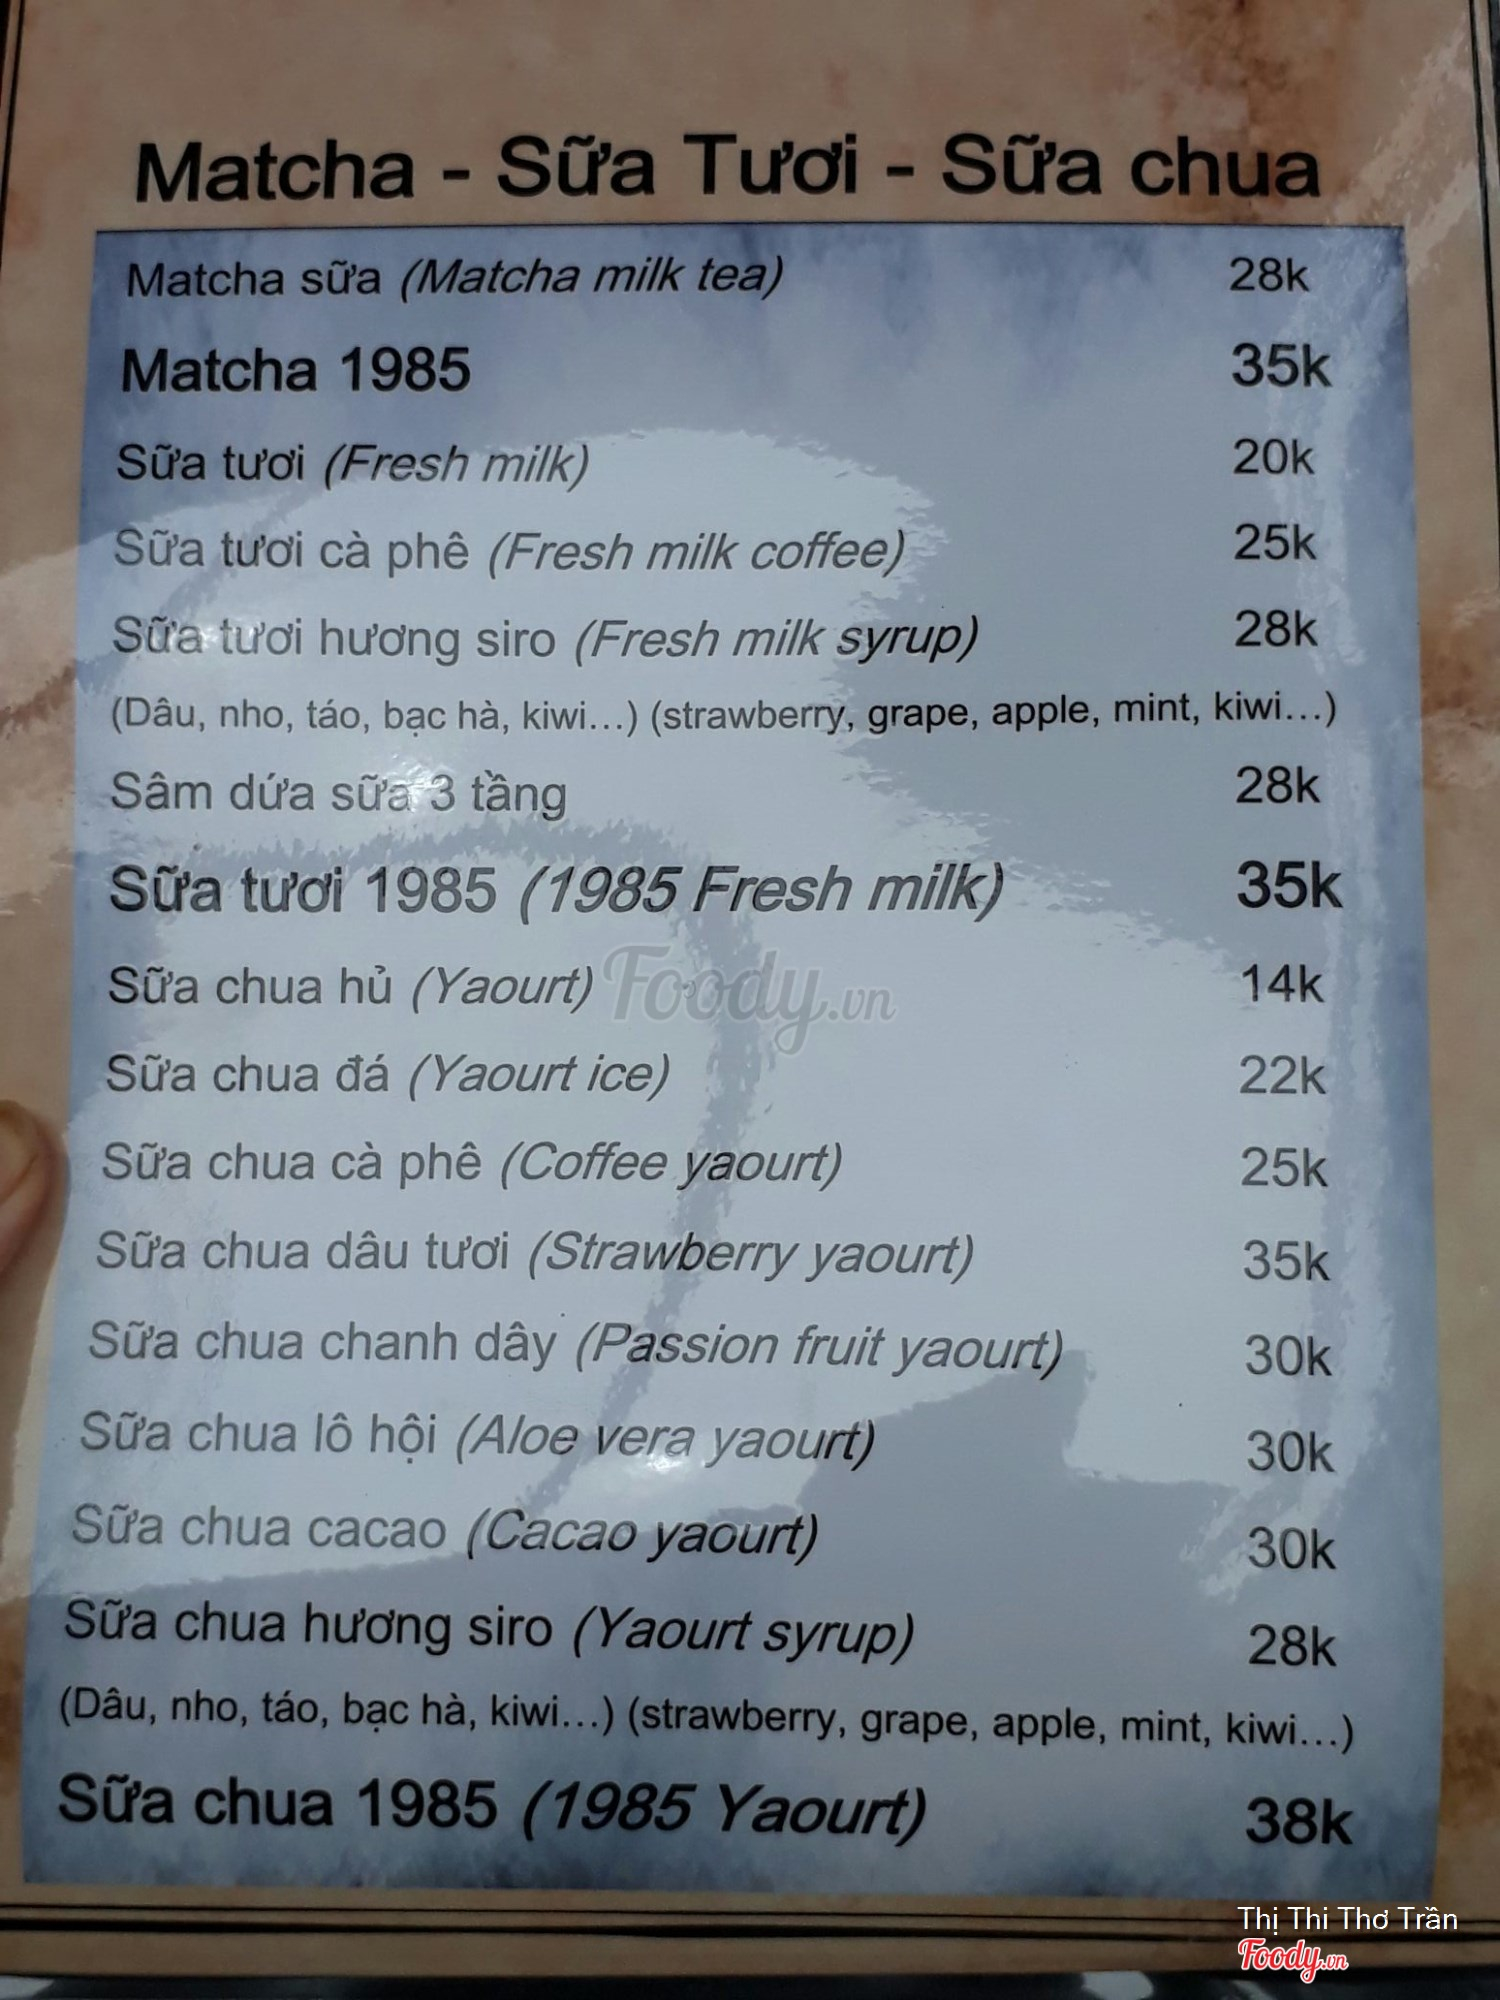 Matcha - Sữa Tươi - Sữa chua
Matcha sữa (Matcha milk tea) 28k
Matcha 1985 35k
Sữa tươi (Fresh milk) 20k
Sữa tươi cà phê (Fresh milk coffee) 25k
Sữa tươi hương siro (Fresh milk syrup) 28k
(Dâu, nho, táo, bạc hà, kiwi...) (strawberry, grape, apple, mint, kiwi...)
Sâm dứa sữa 3 tầng 28k
Sữa tươi 1985 (1985 Fresh milk) 35k
Sữa chua hủ (Yaourt) 14k
Foody.vn
Sữa chua đá (Yaourt ice) 22k
Sữa chua cà phê (Coffee yaourt) 25k
Sữa chua dâu tươi (Strawberry yaourt) 35k
Sữa chua chanh dây (Passion fruit yaourt) 30k
Sữa chua lô hội (Aloe vera yaourt) 30k
Sữa chua cacao (Cacao yaourt) 30k
Sữa chua hương siro (Yaourt syrup) 28k
(Dâu, nho, táo, bạc hà, kiwi...) (strawberry, grape, apple, mint, kiwi...)
Sữa chua 1985 (1985 Yaourt) 38k
Thị Thi Thơ Trần
Foody.vn